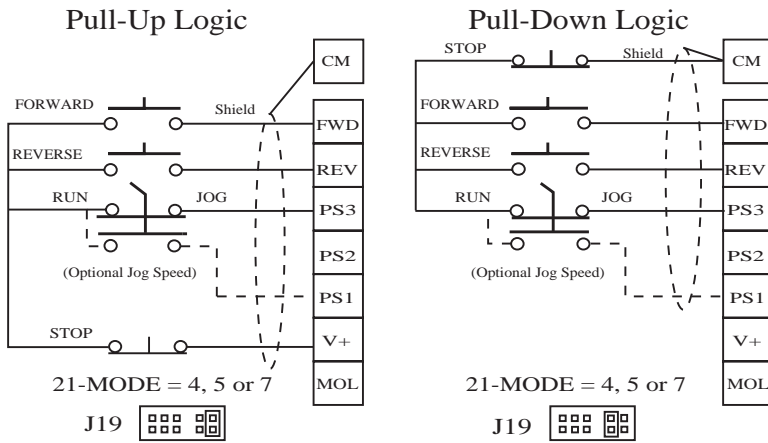 Pull-Up Logic
CM
FORWARD
Shield
FWD
REVERSE
REV
RUN
JOG
PS3
PS2
(Optional Jog Speed)
PS1
STOP
V+
MOL
21-MODE = 4, 5 or 7
J19
Pull-Down Logic
STOP
Shield
CM
FORWARD
FWD
REVERSE
REV
RUN
JOG
PS3
PS2
(Optional Jog Speed)
PS1
V+
MOL
21-MODE = 4, 5 or 7
J19